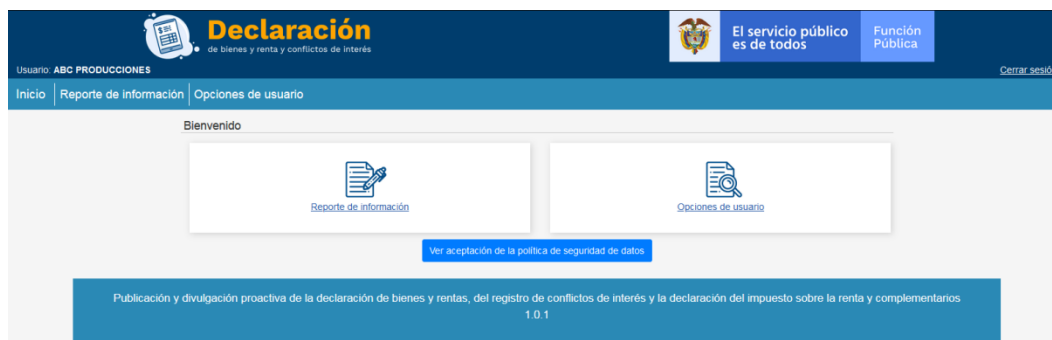 Declaración
de bienes y renta y conflictos de interés
El servicio público
es de todos
Función
Pública
Usuario: ABC PRODUCCIONES
Cerrar sesió
Inicio
Reporte de información
Opciones de usuario
Bienvenido
Reporte de información
Opciones de usuario
Ver aceptación de la política de seguridad de datos
Publicación y divulgación proactiva de la declaración de bienes y rentas, del registro de conflictos de interés y la declaración del impuesto sobre la renta y complementarios
1.0.1